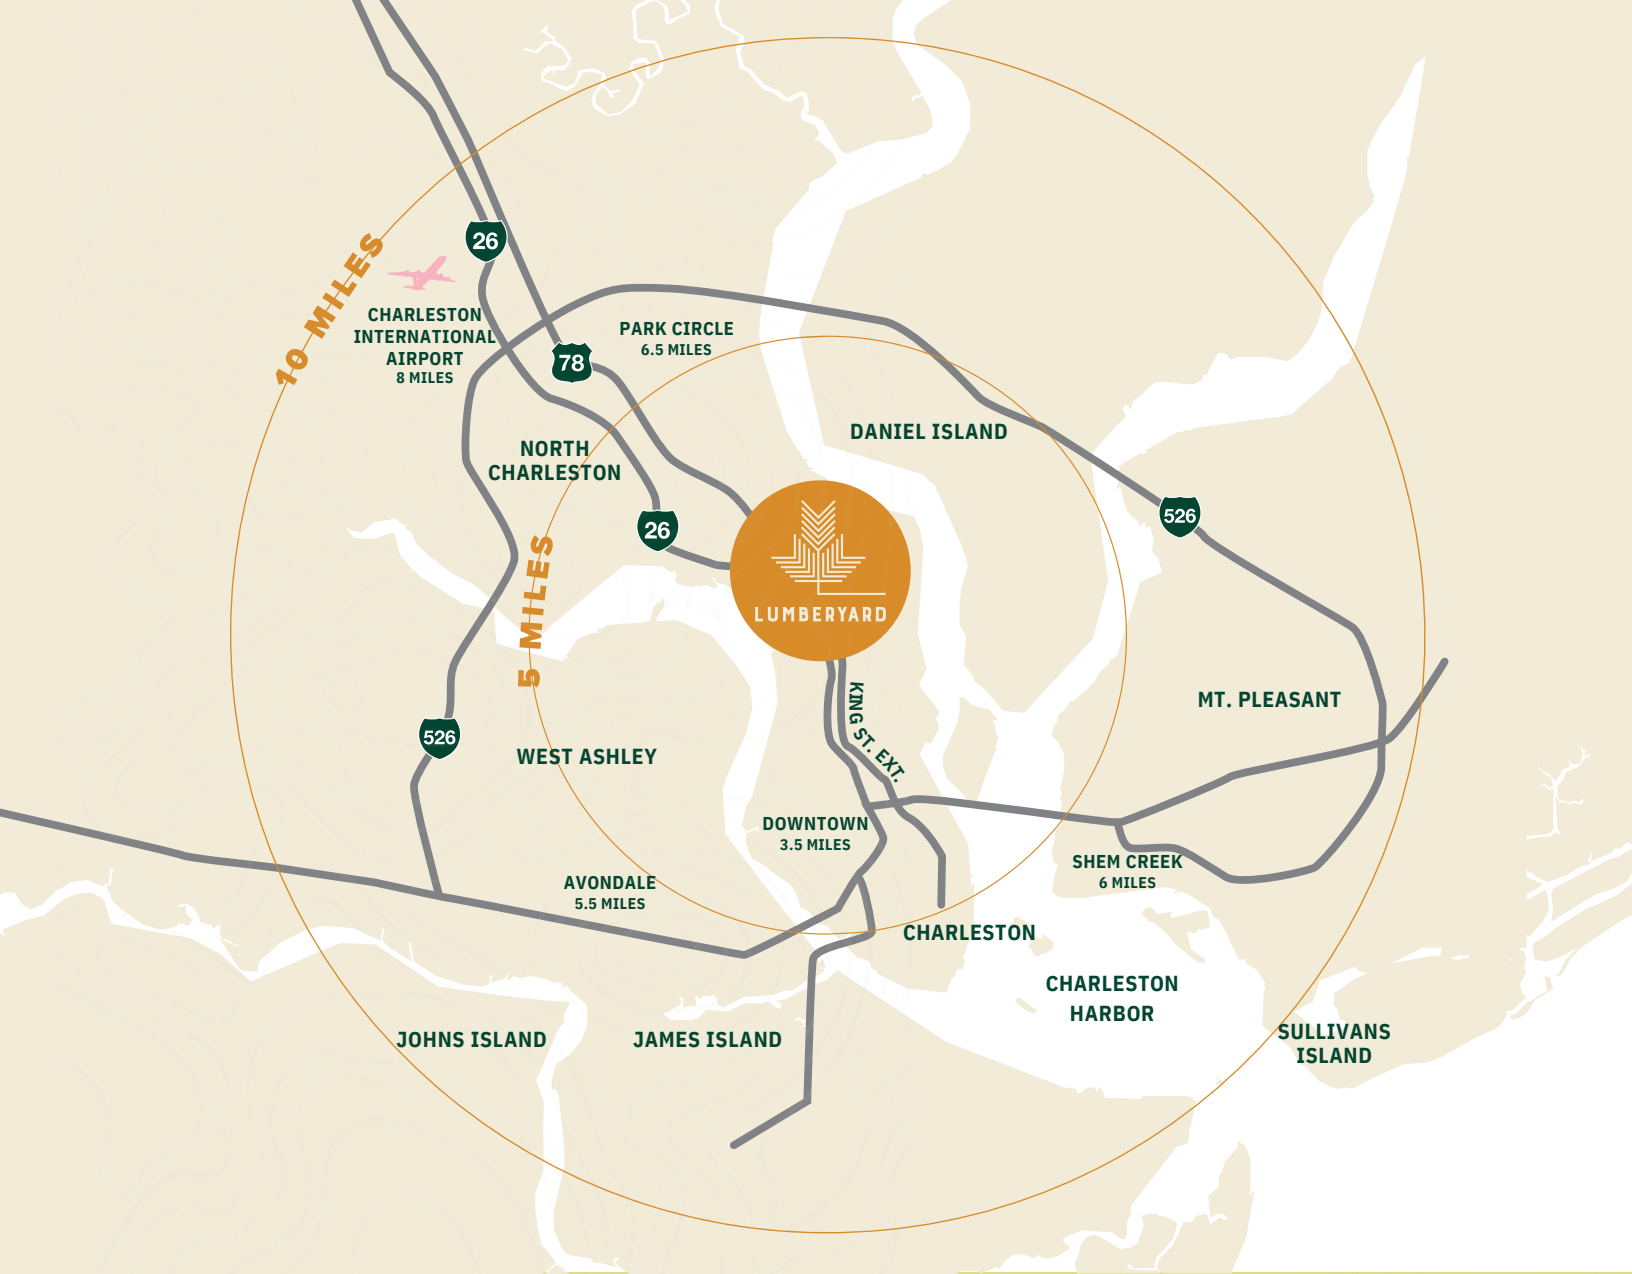 26
10 MILES
CHARLESTON
INTERNATIONAL
AIRPORT
8 MILES
PARK CIRCLE
6.5 MILES
78
DANIEL ISLAND
NORTH
CHARLESTON
26
526
5 MILES
LUMBERYARD
KING ST. EXT.
MT. PLEASANT
526
WEST ASHLEY
DOWNTOWN
3.5 MILES
SHEM CREEK
6 MILES
AVONDALE
5.5 MILES
CHARLESTON
CHARLESTON
HARBOR
JOHNS ISLAND
JAMES ISLAND
SULLIVANS
ISLAND